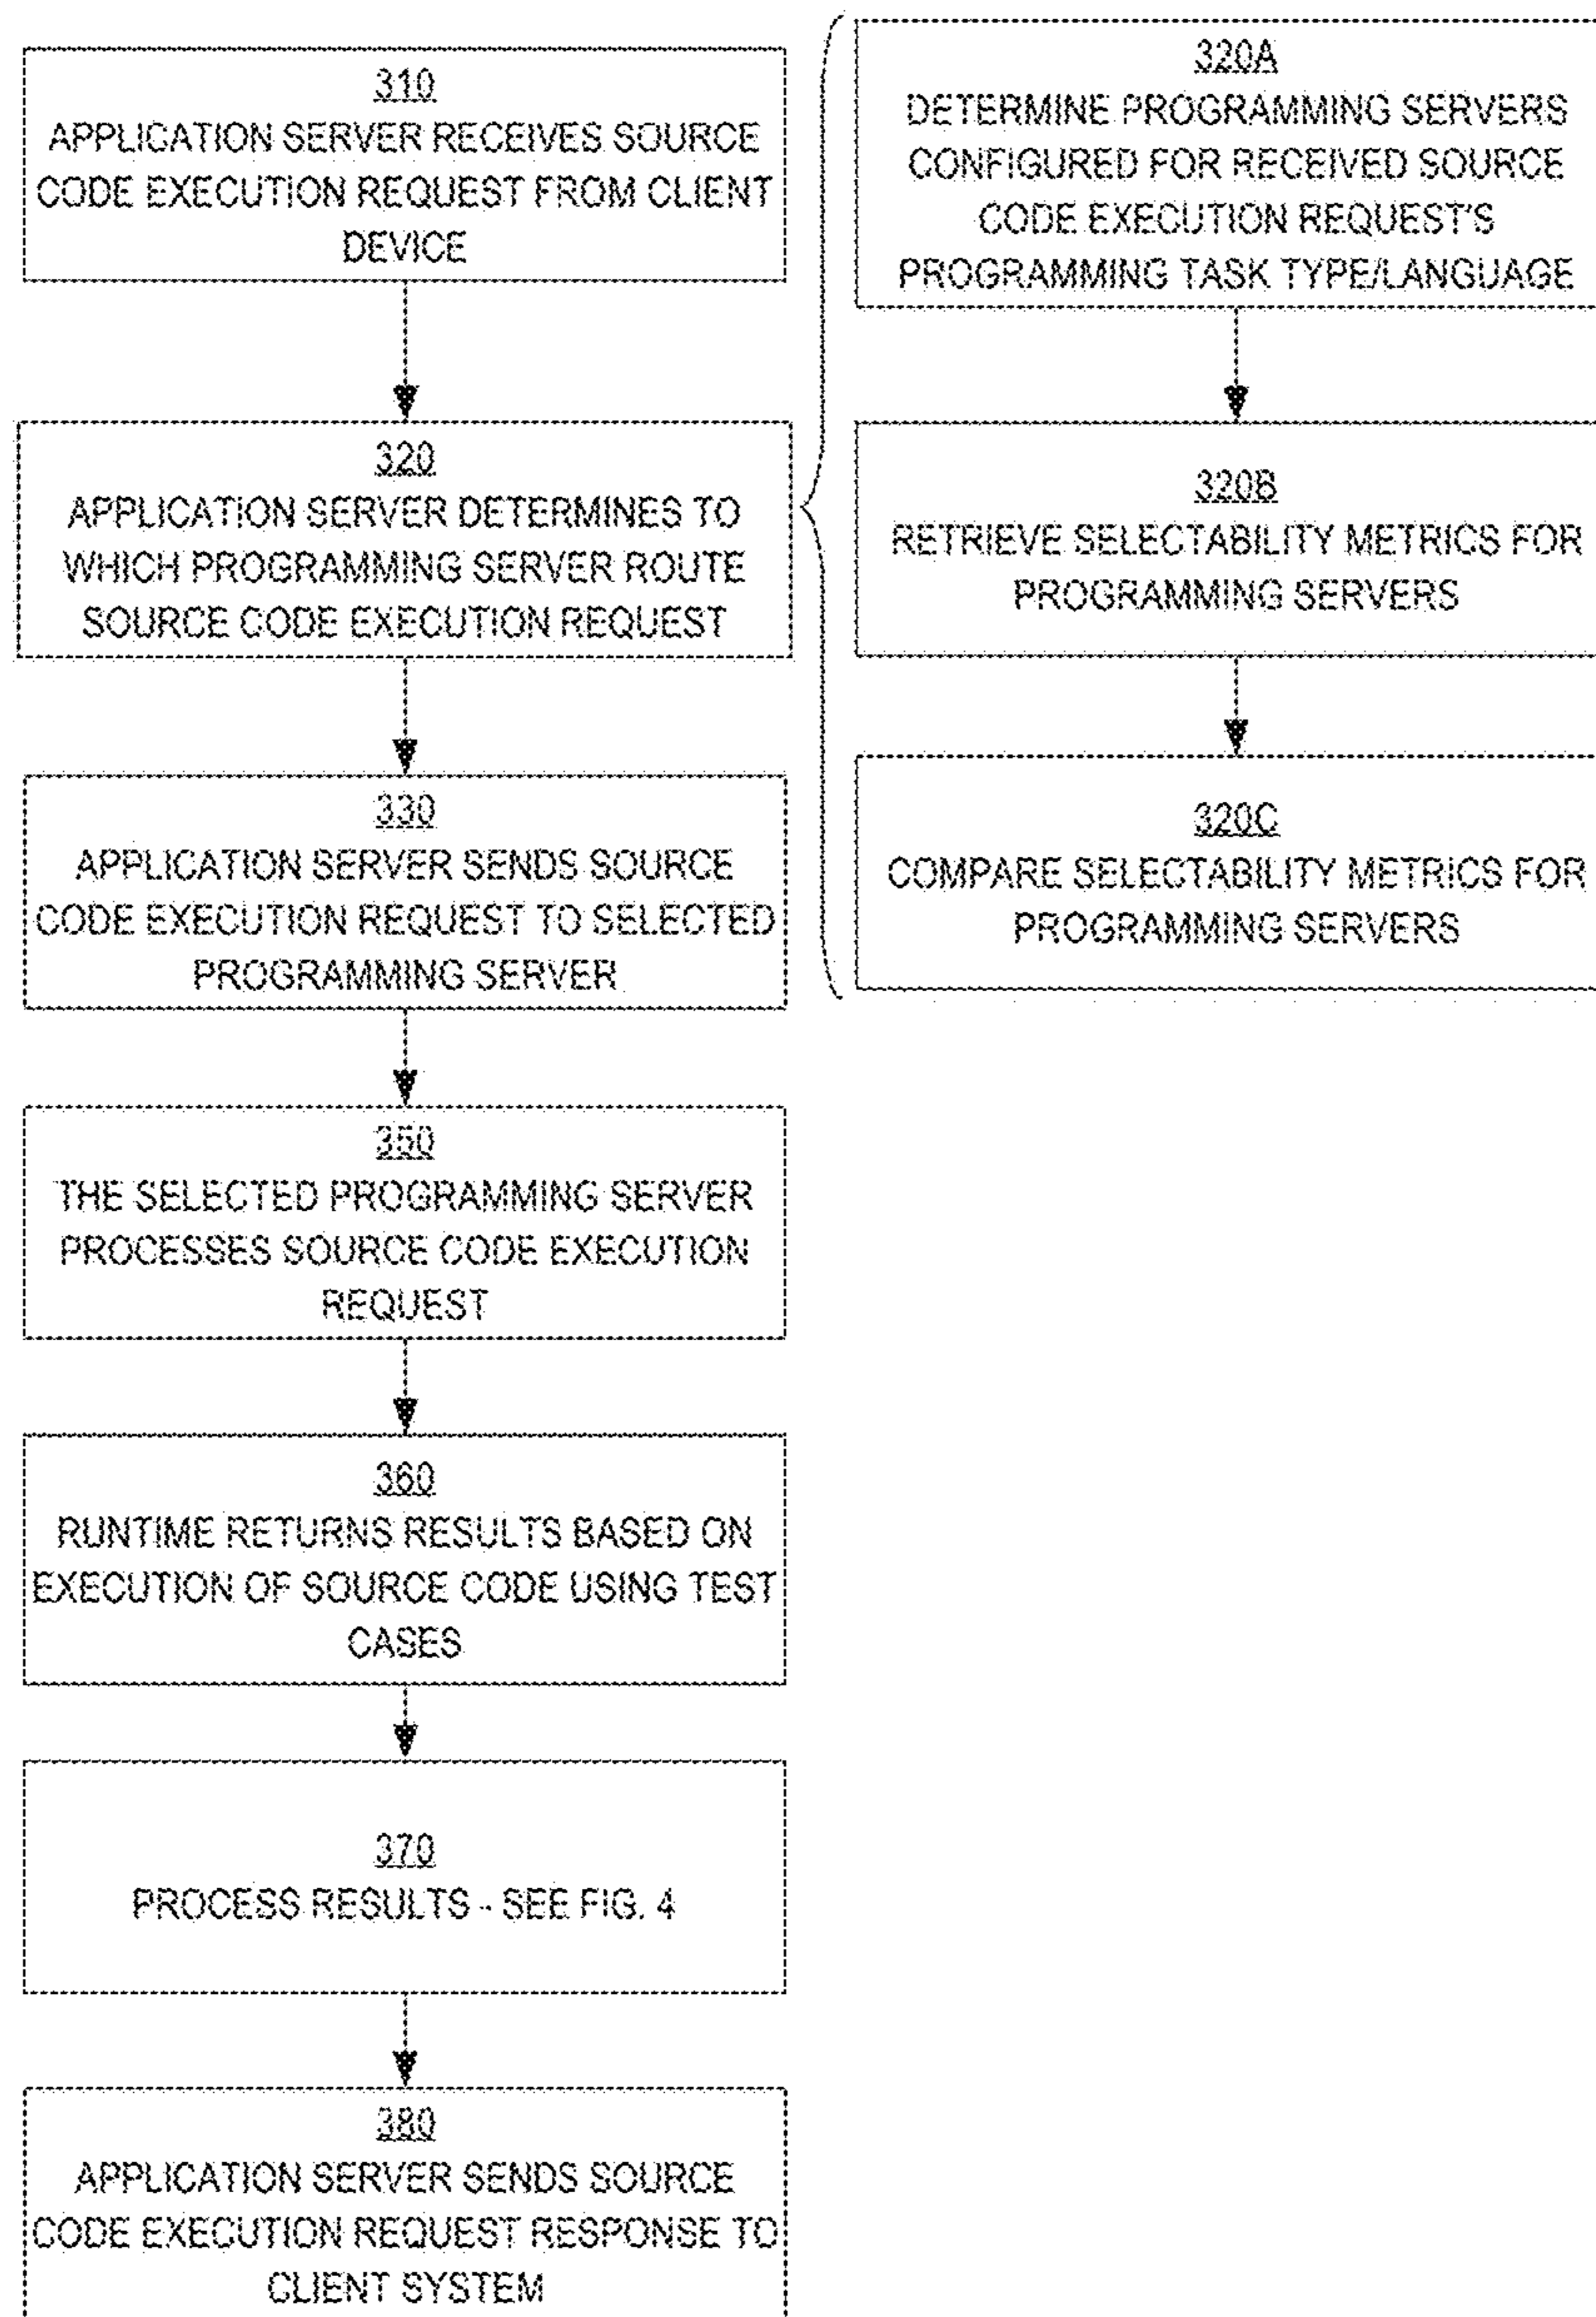 310
APPLICATION SERVER RECEIVES SOURCE
CODE EXECUTION REQUEST FROM CLIENT
DEVICE
320
APPLICATION SERVER DETERMINES TO
WHICH PROGRAMMING SERVER ROUTE
SOURCE CODE EXECUTION REQUEST
320A
DETERMINE PROGRAMMING SERVERS
CONFIGURED FOR RECEIVED SOURCE
CODE EXECUTION REQUEST'S
PROGRAMMING TASK TYPE/LANGUAGE
320B
RETRIEVE SELECTABILITY METRICS FOR
PROGRAMMING SERVERS
320C
COMPARE SELECTABILITY METRICS FOR
PROGRAMMING SERVERS
330
APPLICATION SERVER SENDS SOURCE
CODE EXECUTION REQUEST TO SELECTED
PROGRAMMING SERVER
350
THE SELECTED PROGRAMMING SERVER
PROCESSES SOURCE CODE EXECUTION
REQUEST
360
RUNTIME RETURNS RESULTS BASED ON
EXECUTION OF SOURCE CODE USING TEST
CASES
370
PROCESS RESULTS - SEE FIG. 4
380
APPLICATION SERVER SENDS SOURCE
CODE EXECUTION REQUEST RESPONSE TO
CLIENT SYSTEM